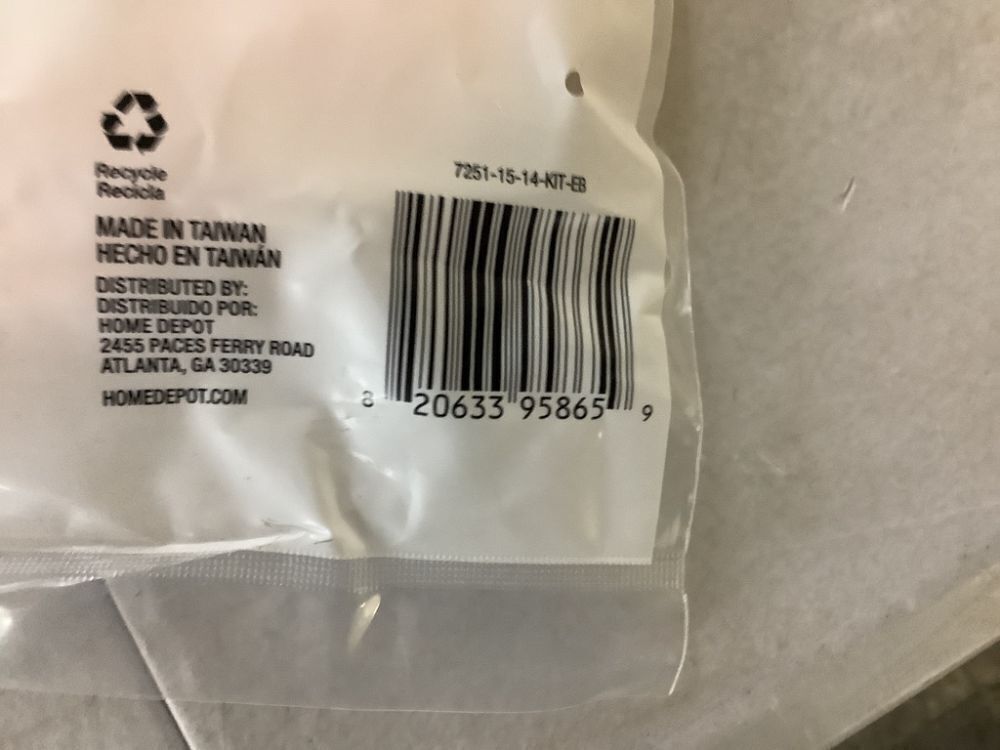 Recycle
Recicla
MADE IN TAIWAN
HECHO EN TAIWÁN
DISTRIBUTED BY:
DISTRIBUIDO POR:
HOME DEPOT
2455 PACES FERRY ROAD
ATLANTA, GA 30339
HOMEDEPOT.COM
7251-15-14-KIT-EB
8 20633 95865 9